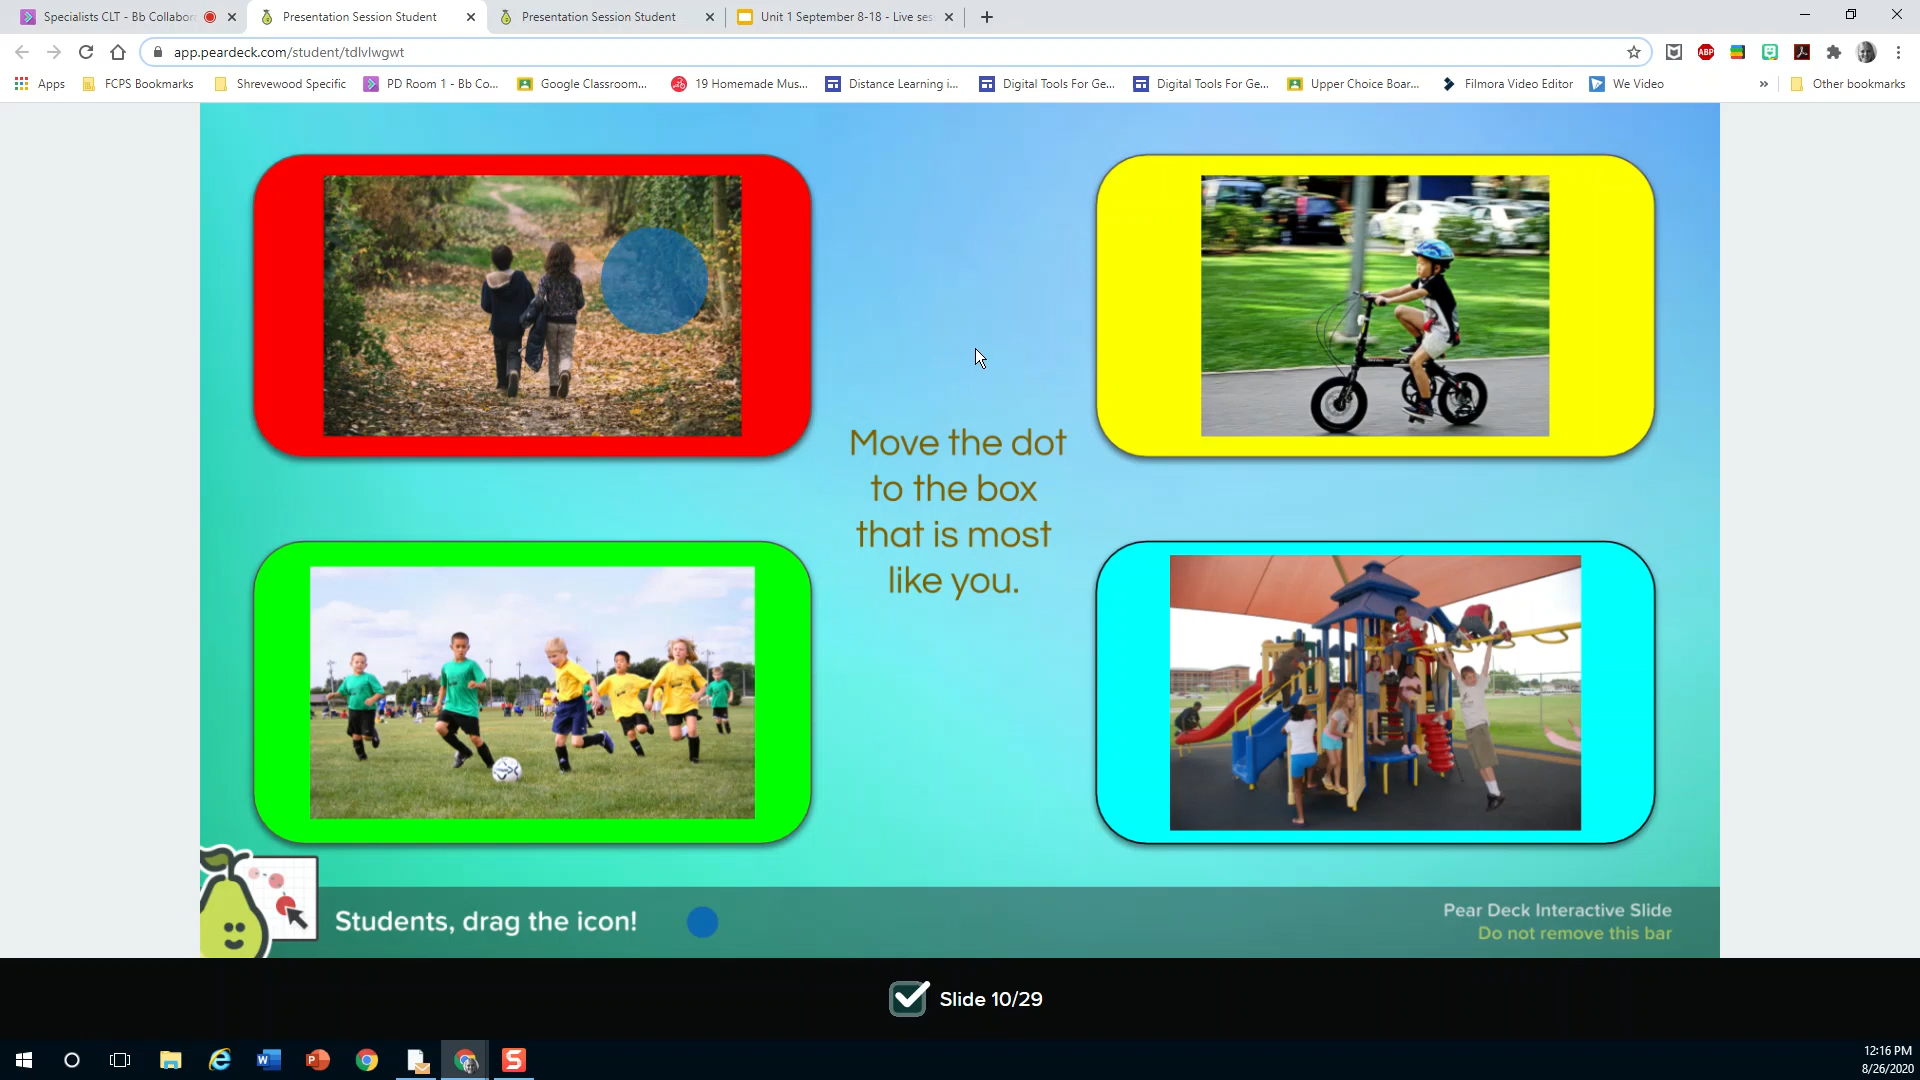 Specialists CLT - Bb Collabora
Presentation Session Student
Presentation Session Student
Unit 1 September 8-18 - Live ses
app.peardeck.com/student/tdlvlwgwt
ABP
Apps
FCPS Bookmarks
Shrevewood Specific
PD Room 1 - Bb Co...
Google Classroom...
19 Homemade Mus...
Distance Learning i...
Digital Tools For Ge...
Digital Tools For Ge...
Upper Choice Boar...
Filmora Video Editor
We Video
Other bookmarks
Move the dot
to the box
that is most
like you.
Students, drag the icon!
Pear Deck Interactive Slide
Do not remove this bar
Slide 10/29
12:16 PM
8/26/2020